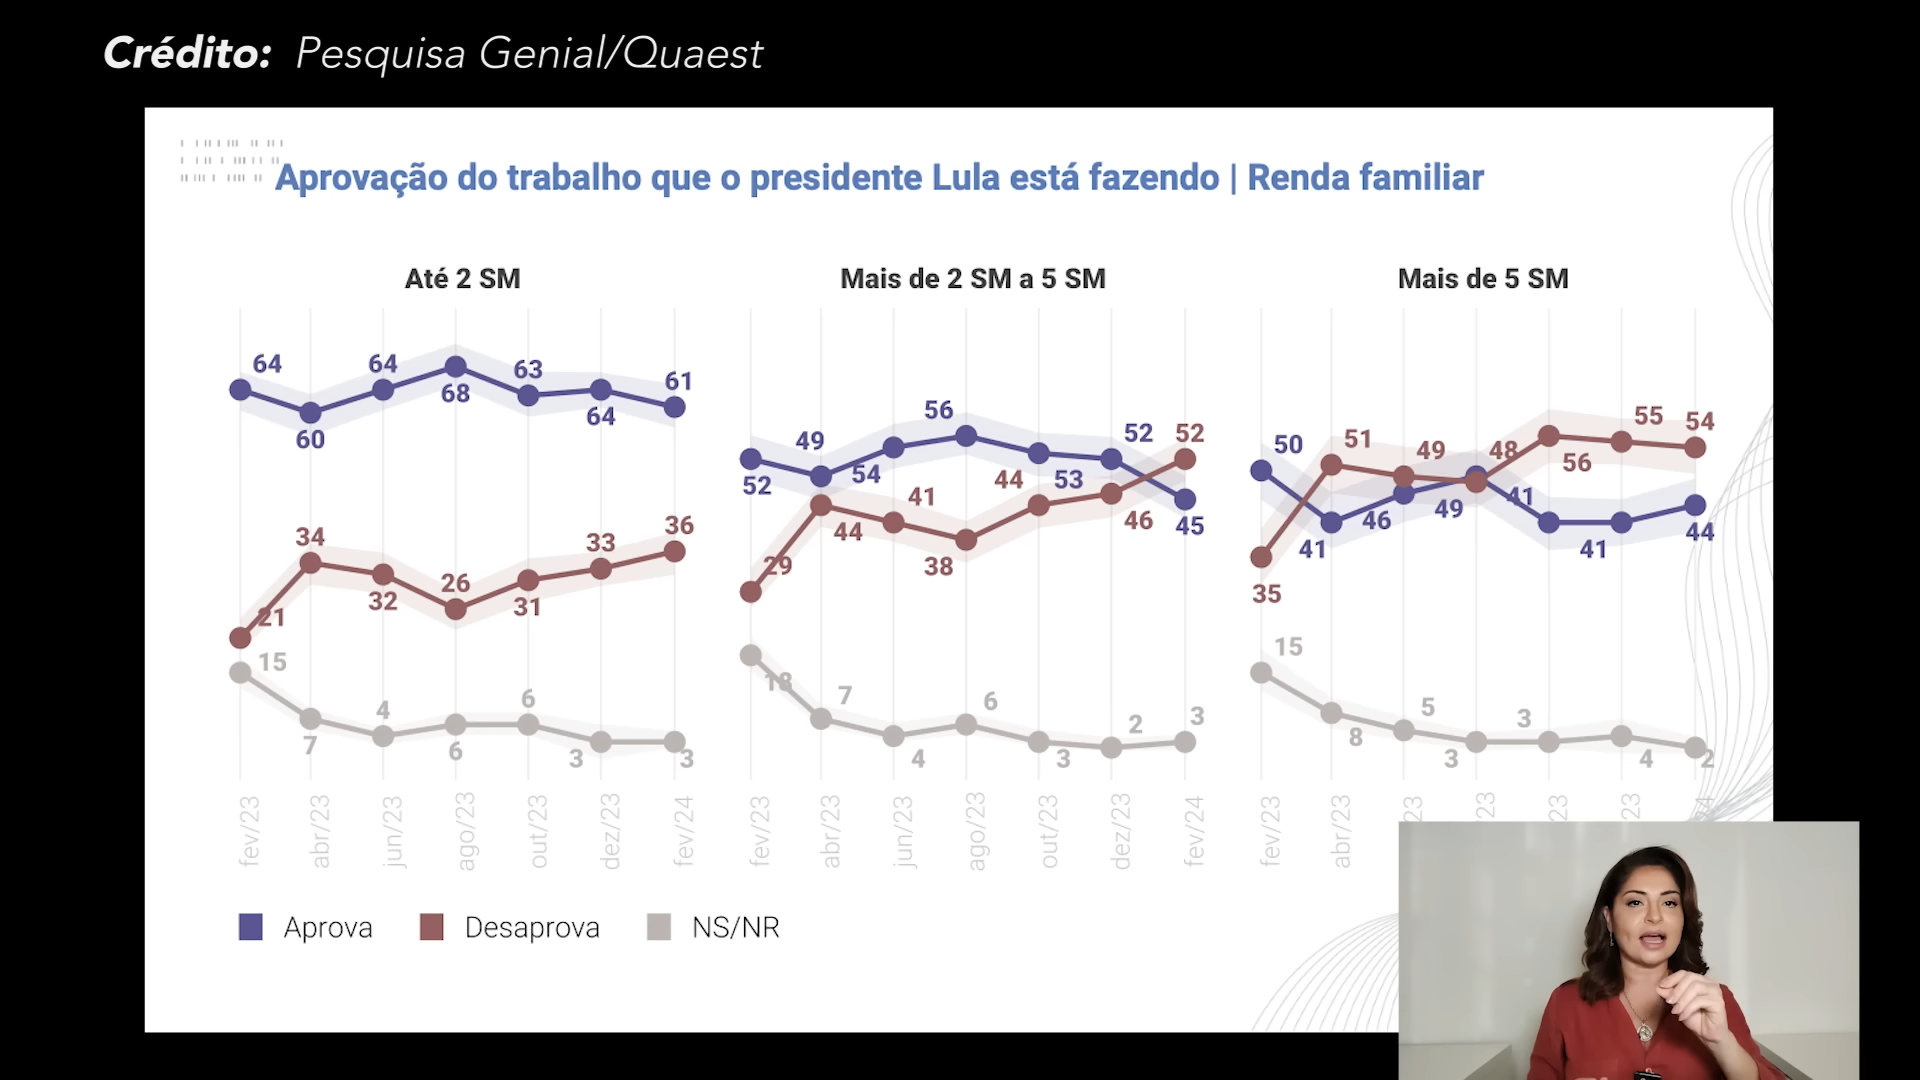 Crédito: Pesquisa Genial/Quaest
Aprovação do trabalho que o presidente Lula está fazendo | Renda familiar
Até 2 SM
64
60
64
68
63
64
61
21
34
32
26
31
33
36
15
7
4
6
6
3
3
fev/23
abr/23
jun/23
ago/23
out/23
dez/23
fev/24
Mais de 2 SM a 5 SM
52
49
54
56
53
52
45
29
44
41
38
44
46
52
18
7
4
6
3
2
3
fev/23
abr/23
jun/23
ago/23
out/23
dez/23
fev/24
Mais de 5 SM
50
41
46
49
41
41
44
35
51
49
48
56
55
54
15
8
5
3
3
4
2
fev/23
abr/23
23
23
23
23
Aprova
Desaprova
NS/NR